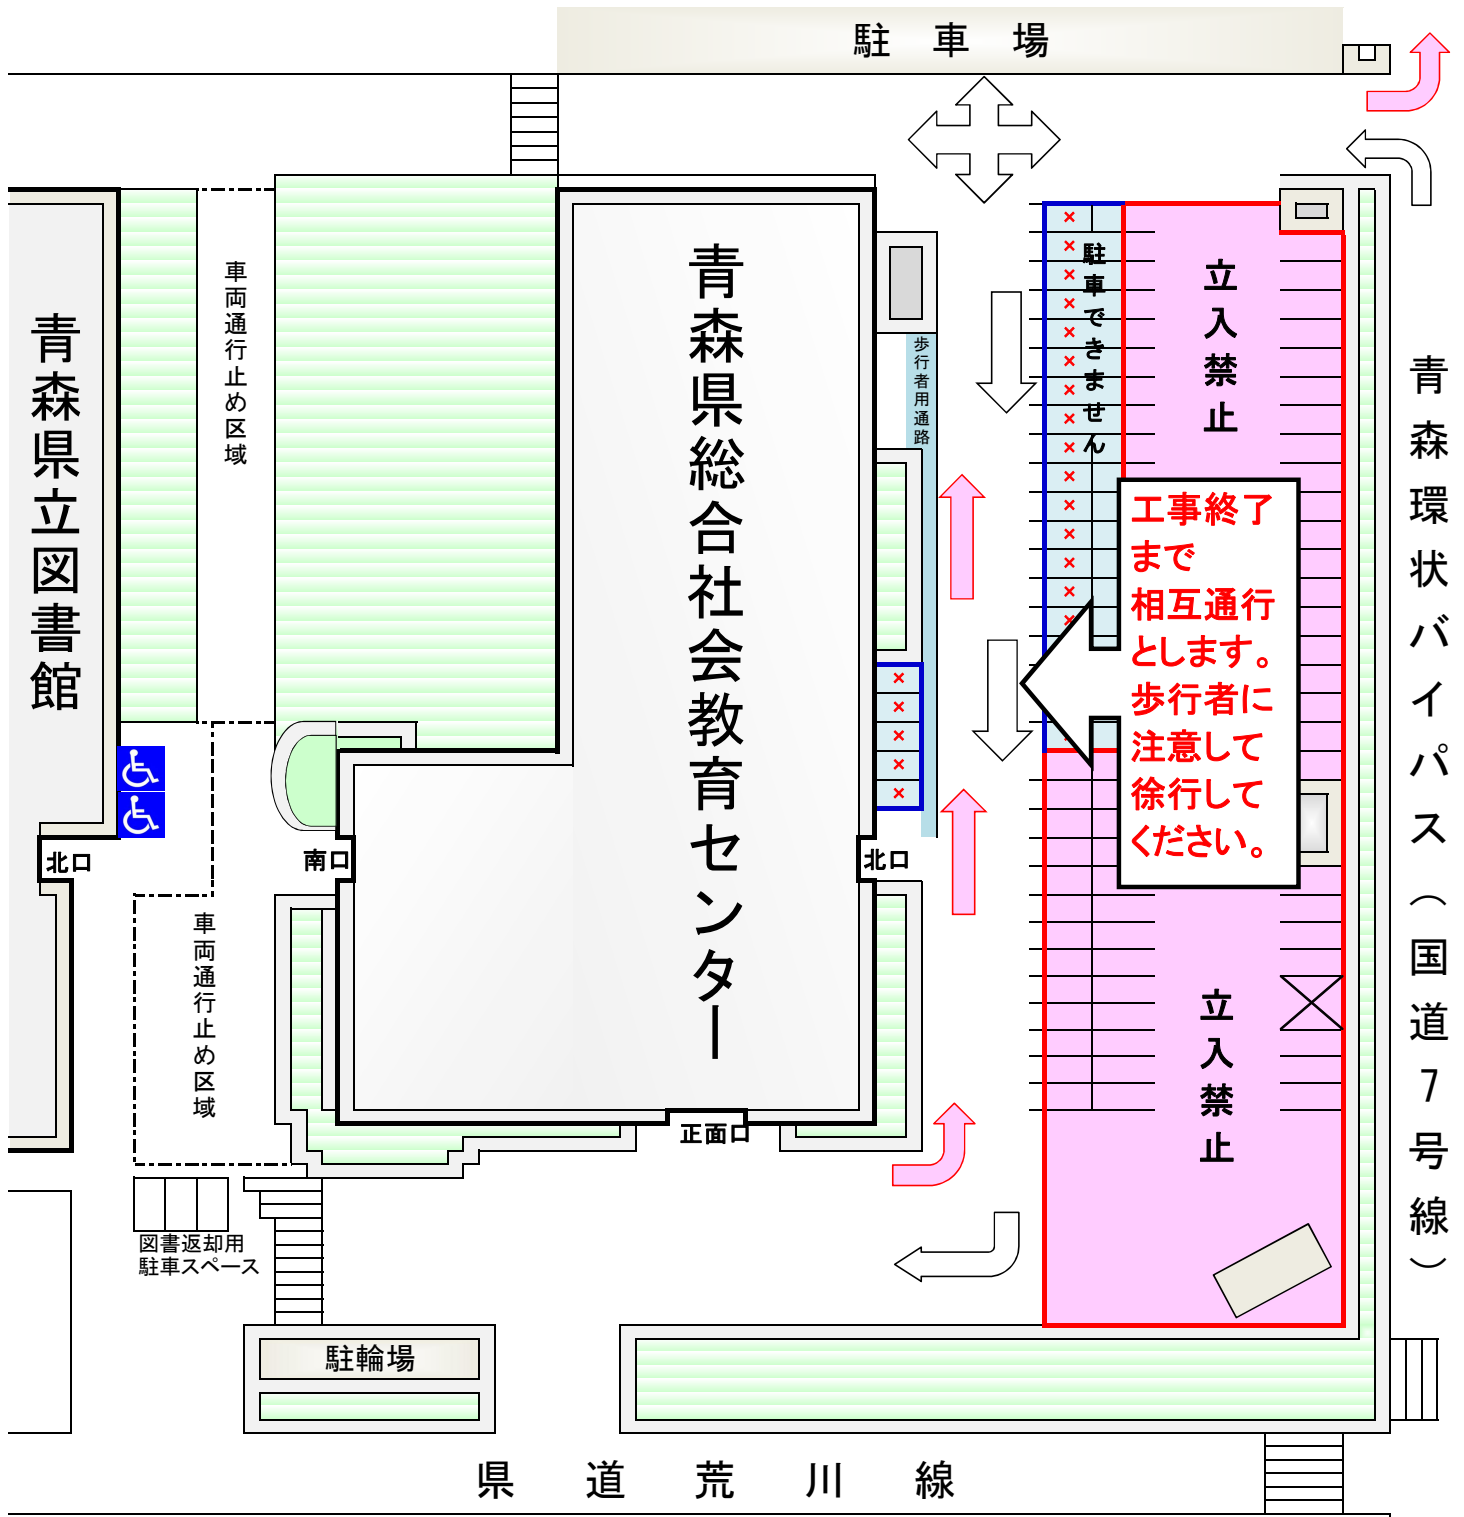 駐車場
青森県立図書館
車両通行止め区域
青森県総合社会教育センター
歩行者用通路
駐車できません
立入禁止
工事終了
まで
相互通行
とします。
歩行者に
注意して
徐行して
ください。
青森環状バイパス（国道7号線）
北口
南口
北口
車両通行止め区域
立入禁止
正面口
図書返却用
駐車スペース
駐輪場
県道荒川線